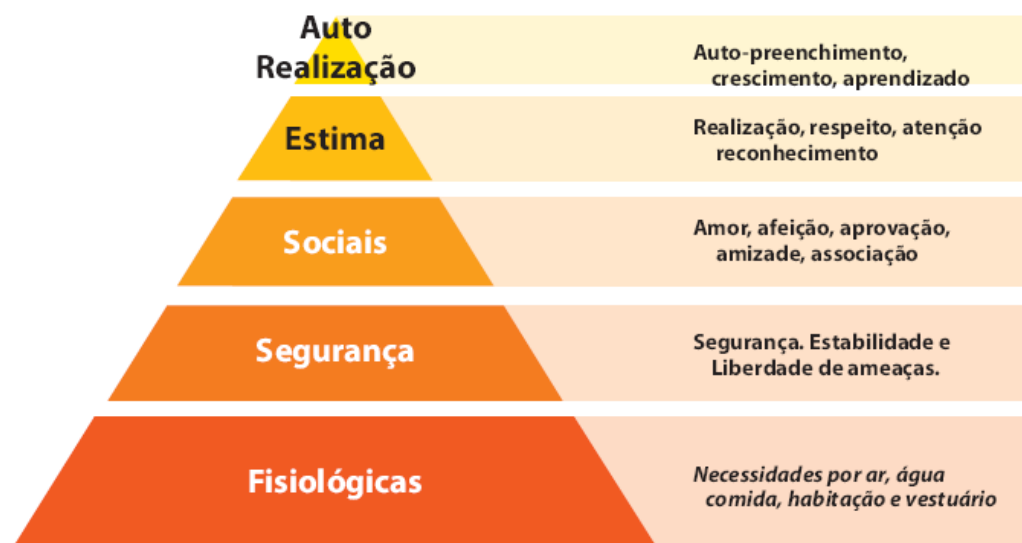 Auto
Realização
Auto-preenchimento,
crescimento, aprendizado
Estima
Realização, respeito, atenção
reconhecimento
Sociais
Amor, afeição, aprovação,
amizade, associação
Segurança
Segurança. Estabilidade e
Liberdade de ameaças.
Fisiológicas
Necessidades por ar, água
comida, habitação e vestuário